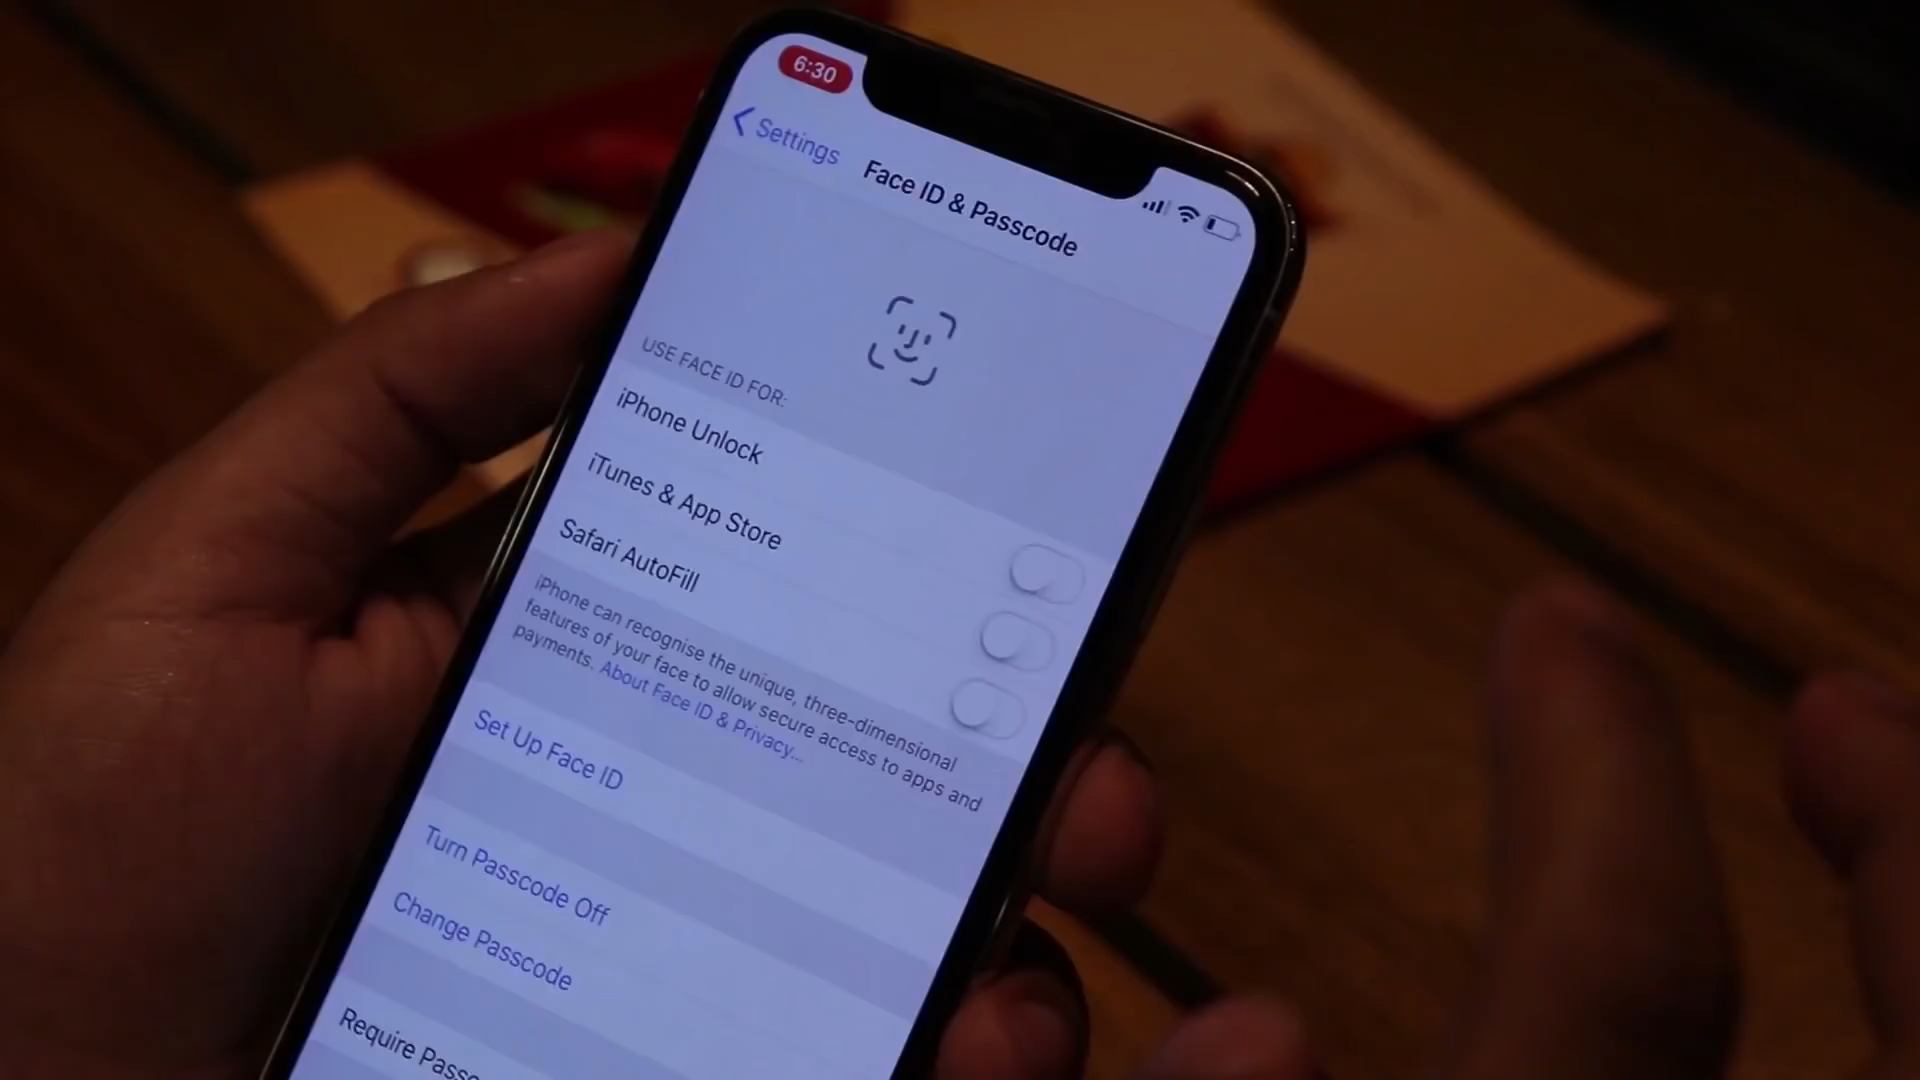 6:30
Settings
Face ID & Passcode
USE FACE ID FOR:
iPhone Unlock
iTunes & App Store
Safari AutoFill
iPhone can recognise the unique, three-dimensional
features of your face to allow secure access to apps and
payments. About Face ID & Privacy...
Set Up Face ID
Turn Passcode Off
Change Passcode
Require